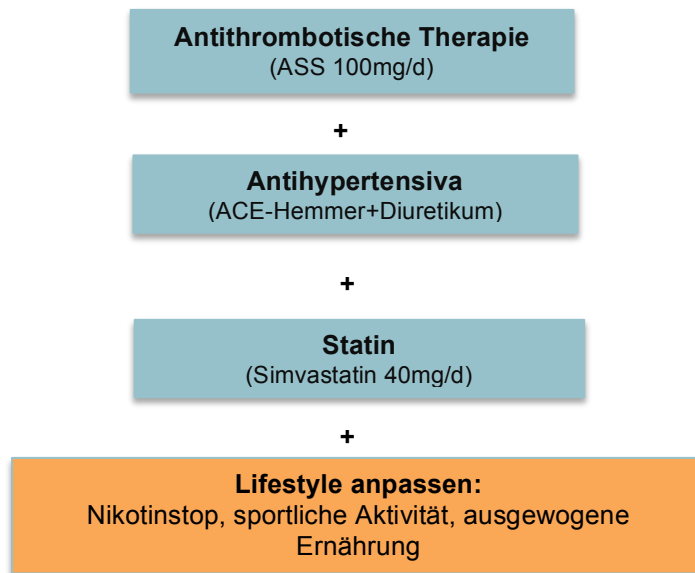 Antithrombotische Therapie
(ASS 100mg/d)
+
Antihypertensiva
(ACE-Hemmer+Diuretikum)
+
Statin
(Simvastatin 40mg/d)
+
Lifestyle anpassen:
Nikotinstop, sportliche Aktivität, ausgewogene
Ernährung